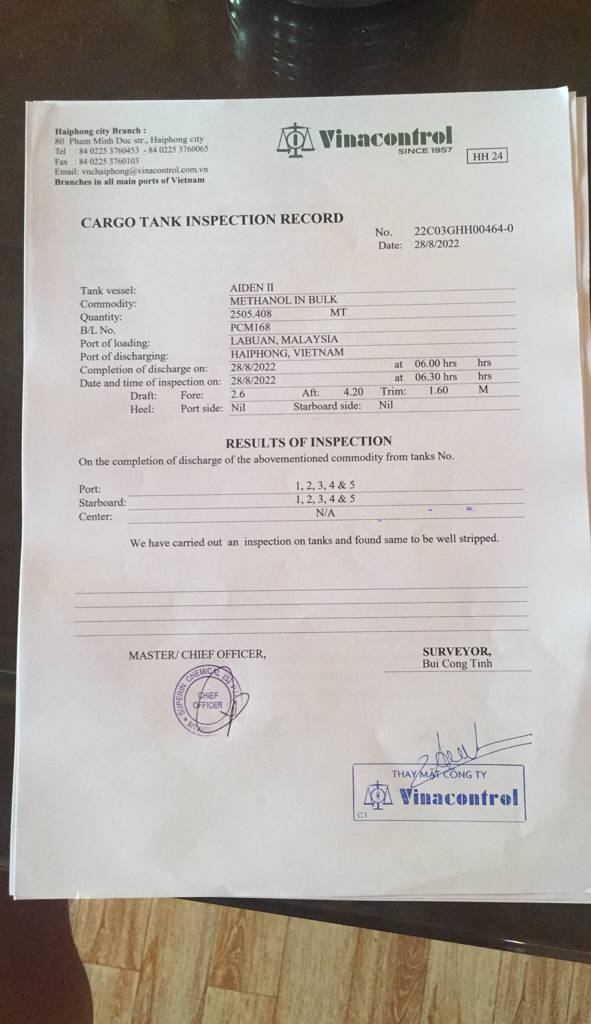 Haiphong city Branch :
80 Pham Minh Duc str., Haiphong city
Tel : 84 0225 3760453 - 84 0225 3760065
Fax : 84 0225 3760103
Email: vnchaiphong@vinacontrol.com.vn
Branches in all main ports of Vietnam
Vinacontrol
SINCE 1957
HH 24
CARGO TANK INSPECTION RECORD
No. 22C03GHH00464-0
Date: 28/8/2022
Tank vessel: AIDEN II
Commodity: METHANOL IN BULK
Quantity: 2505.408 MT
B/L No. PCM168
Port of loading: LABUAN, MALAYSIA
Port of discharging: HAIPHONG, VIETNAM
Completion of discharge on: 28/8/2022 at 06.00 hrs hrs
Date and time of inspection on: 28/8/2022 at 06.30 hrs hrs
Draft: Fore: 2.6 Aft: 4.20 Trim: 1.60 M
Heel: Port side: Nil Starboard side: Nil
RESULTS OF INSPECTION
On the completion of discharge of the abovementioned commodity from tanks No.
Port: 1, 2, 3, 4 & 5
Starboard: 1, 2, 3, 4 & 5
Center: N/A
We have carried out an inspection on tanks and found same to be well stripped.
MASTER/ CHIEF OFFICER,
SURVEYOR,
Bui Cong Tinh
SUPERIN CHEMICAL (S)
CHIEF
OFFICER
THAY MẶT CÔNG TY
Vinacontrol
C1